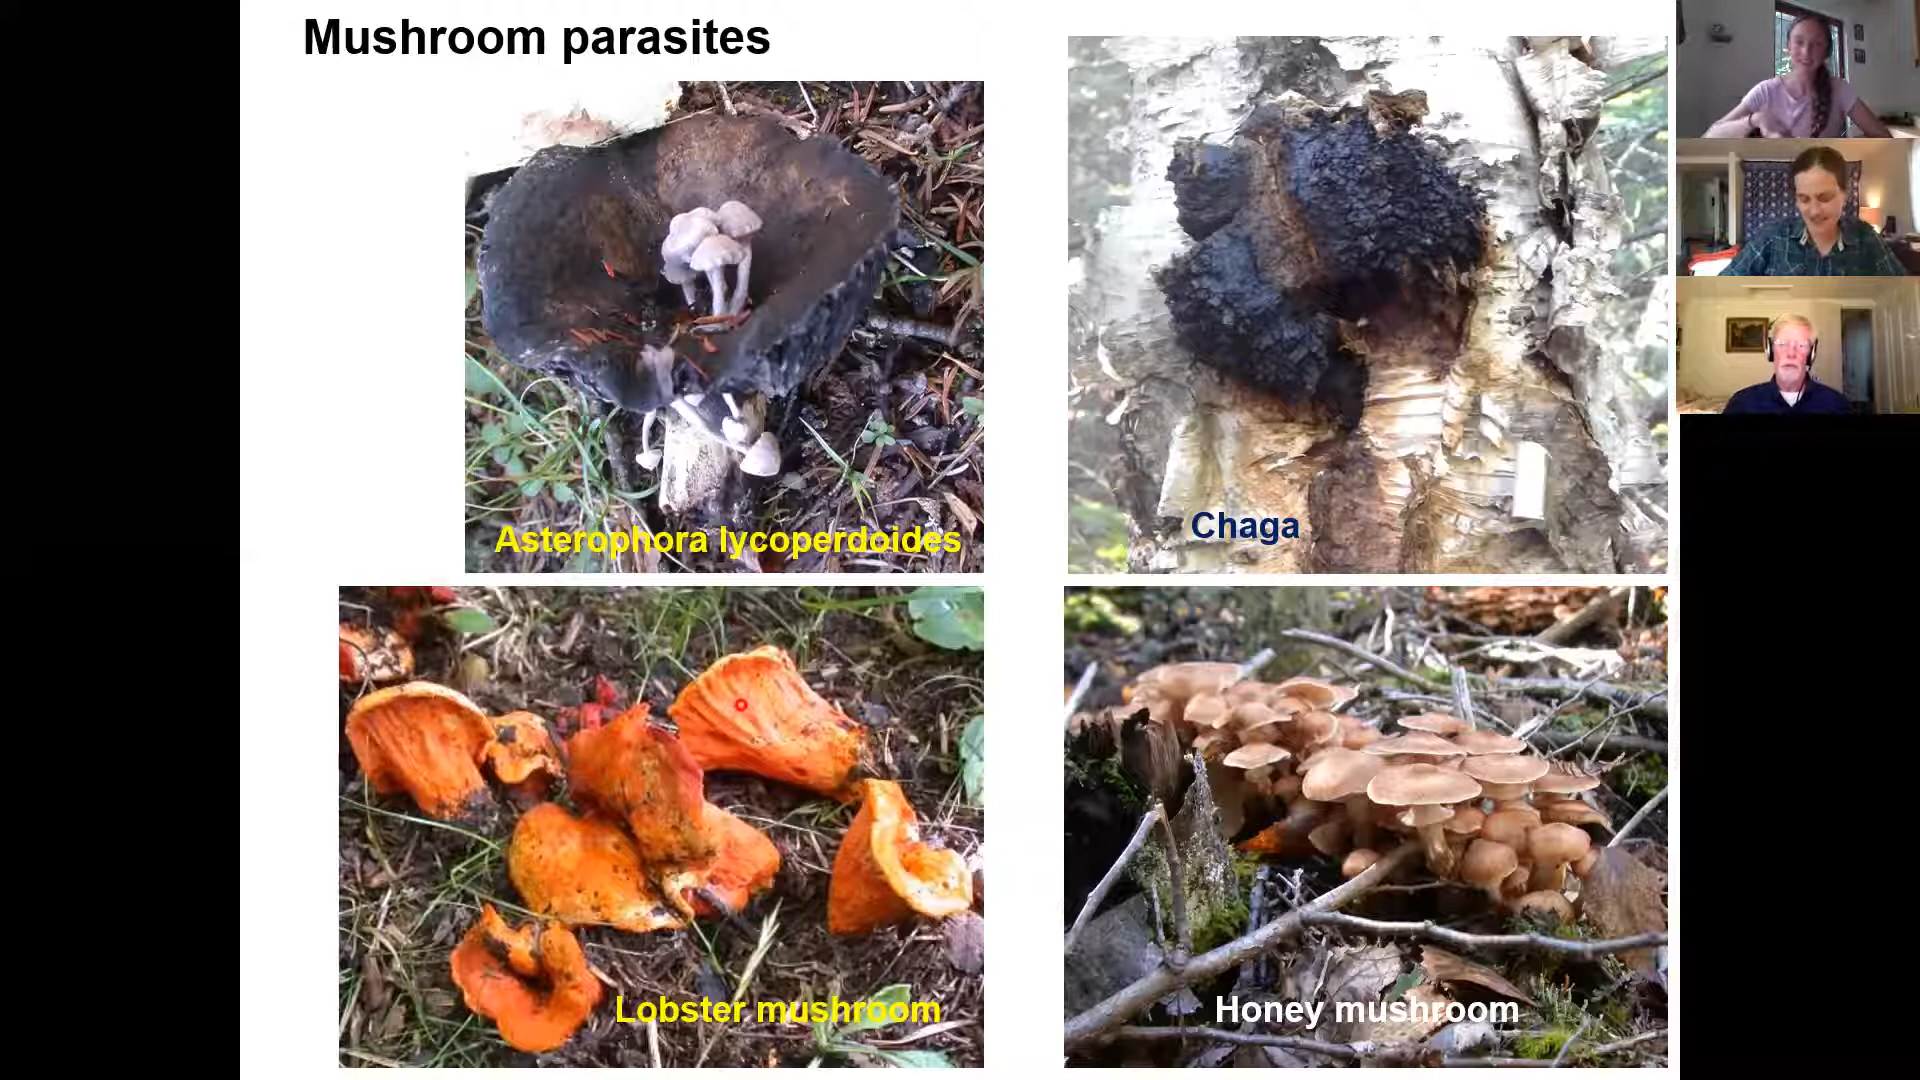 Mushroom parasites
Asterophora lycoperdoides
Chaga
Lobster mushroom
Honey mushroom